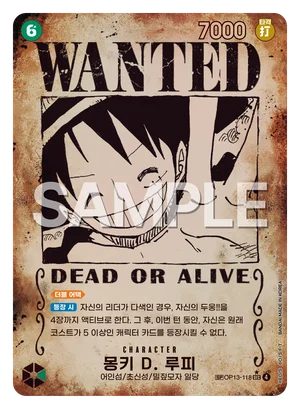 6
7000
타격
打
WANTED
SAMPLE
DEAD OR ALIVE
더블 어택
등장 시 자신의 리더가 다색인 경우, 자신의 두웅!!을
4장까지 액티브로 한다. 그 후, 이번 턴 동안, 자신은 원래
코스트가 5 이상인 캐릭터 카드를 등장시킬 수 없다.
CHARACTER
몽키 D. 루피
어인섬/초신성/밀짚모자 일당
OP13-118
4